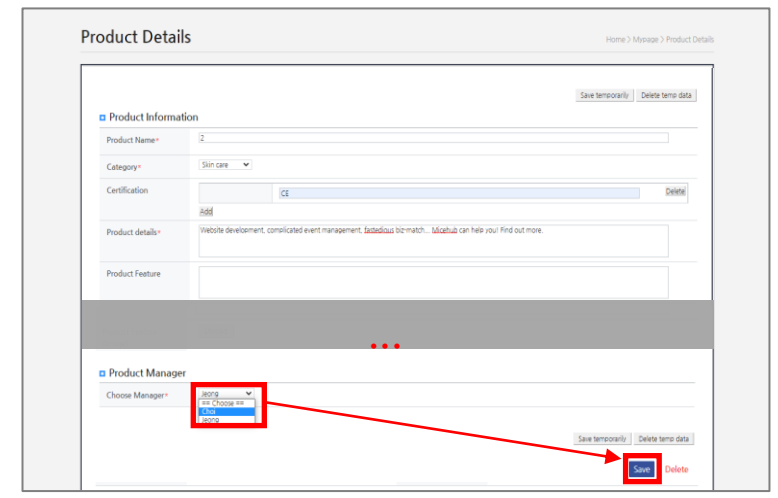 Product Details
Home > Mypage > Product Details
Save temporarily Delete temp data
Product Information
Product Name*
2
Category*
Skin care
Certification
CE
Delete
Add
Product details*
Website development, complicated event management, fastedious biz-match... Micehub can help you! Find out more.
Product Feature
...
Product Manager
Choose Manager*
Jeong
== Choose ==
Choi
Jeong
Save temporarily Delete temp data
Save Delete